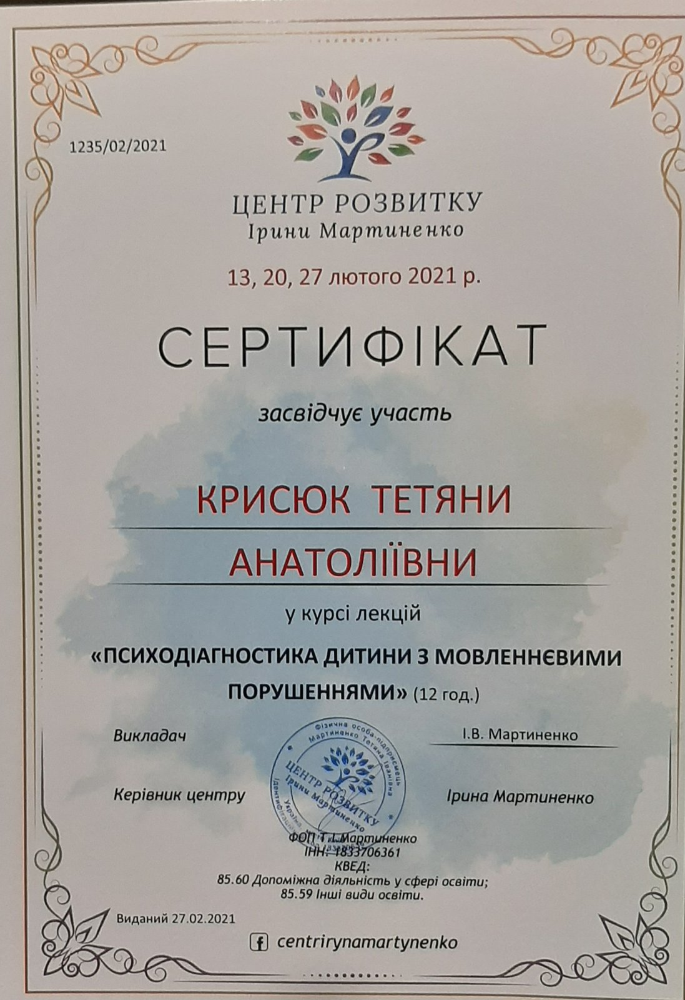 1235/02/2021
ЦЕНТР РОЗВИТКУ
Ірини Мартиненко
13, 20, 27 лютого 2021 р.
СЕРТИФІКАТ
засвідчує участь
КРИСЮК ТЕТЯНИ
АНАТОЛІЇВНИ
у курсі лекцій
«ПСИХОДІАГНОСТИКА ДИТИНИ З МОВЛЕННЄВИМИ
ПОРУШЕННЯМИ» (12 год.)
Викладач
І.В. Мартиненко
Фізична особа-підприємець
Мартиненко Тетяна Іванівна
ЦЕНТР РОЗВИТКУ
Ірини Мартиненко
Україна
Керівник центру
Ірина Мартиненко
ФОП Т.І.Мартиненко
ІНН: 1833706361
КВЕД:
85.60 Допоміжна діяльність у сфері освіти;
85.59 Інші види освіти.
Виданий 27.02.2021
centrirynamartynenko